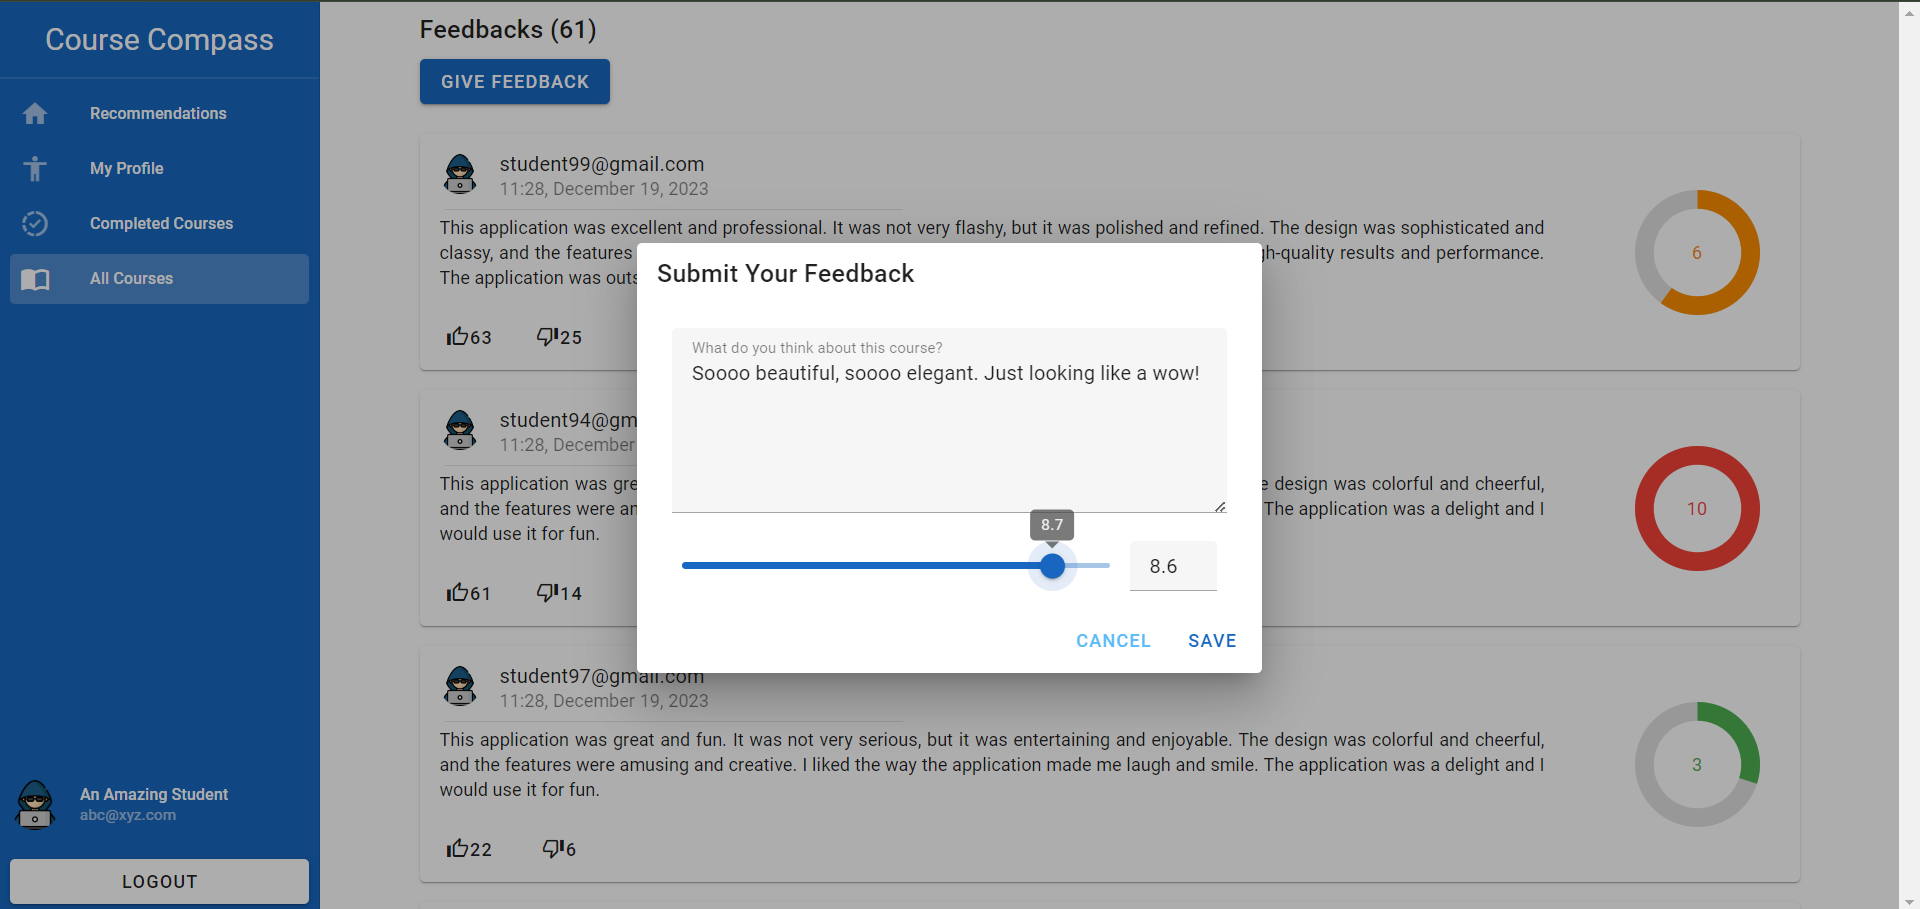 Course Compass
Recommendations
My Profile
Completed Courses
All Courses
An Amazing Student
abc@xyz.com
LOGOUT
Feedbacks (61)
GIVE FEEDBACK
student99@gmail.com
11:28, December 19, 2023
This application was excellent and professional. It was not very flashy, but it was polished and refined. The design was sophisticated and
classy, and the features
h-quality results and performance.
The application was outs
6
63
25
student94@gm
11:28, December
This application was gre
e design was colorful and cheerful,
and the features were an
The application was a delight and I
would use it for fun.
10
61
14
student97@gmail.com
11:28, December 19, 2023
This application was great and fun. It was not very serious, but it was entertaining and enjoyable. The design was colorful and cheerful,
and the features were amusing and creative. I liked the way the application made me laugh and smile. The application was a delight and I
would use it for fun.
3
22
6
Submit Your Feedback
What do you think about this course?
Soooo beautiful, soooo elegant. Just looking like a wow!
8.7
8.6
CANCEL
SAVE